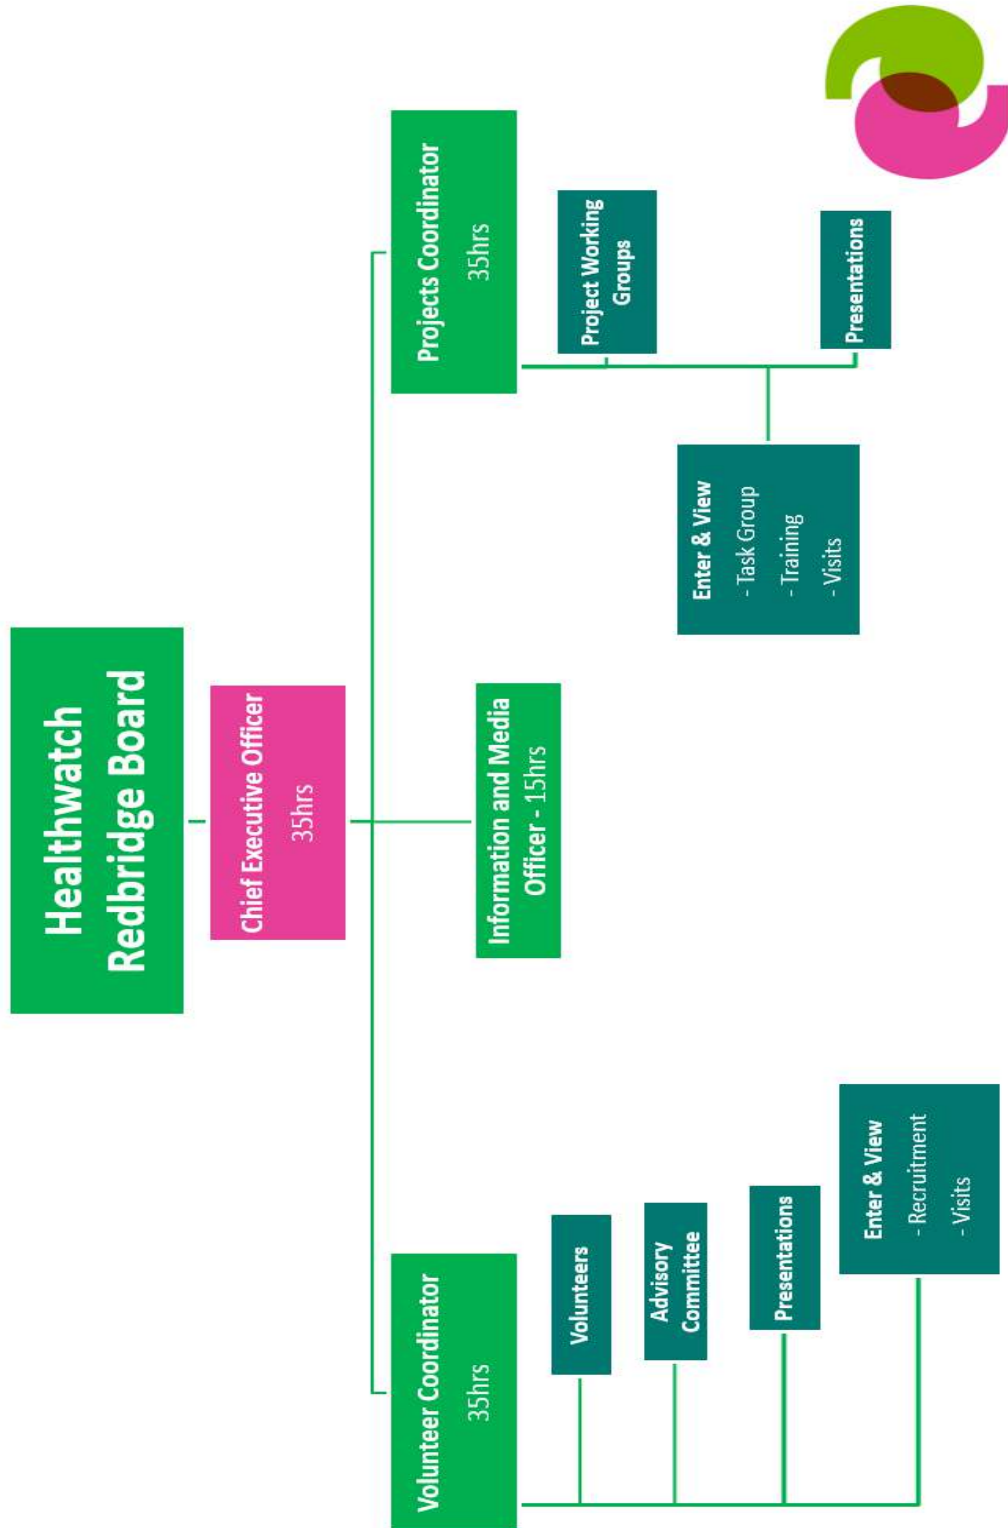 Healthwatch
Redbridge Board
Chief Executive Officer
35hrs
Volunteer Coordinator
35hrs
Information and Media
Officer - 15hrs
Projects Coordinator
35hrs
Volunteers
Advisory
Committee
Presentations
Enter & View
- Recruitment
- Visits
Project Working
Groups
Enter & View
- Task Group
- Training
- Visits
Presentations